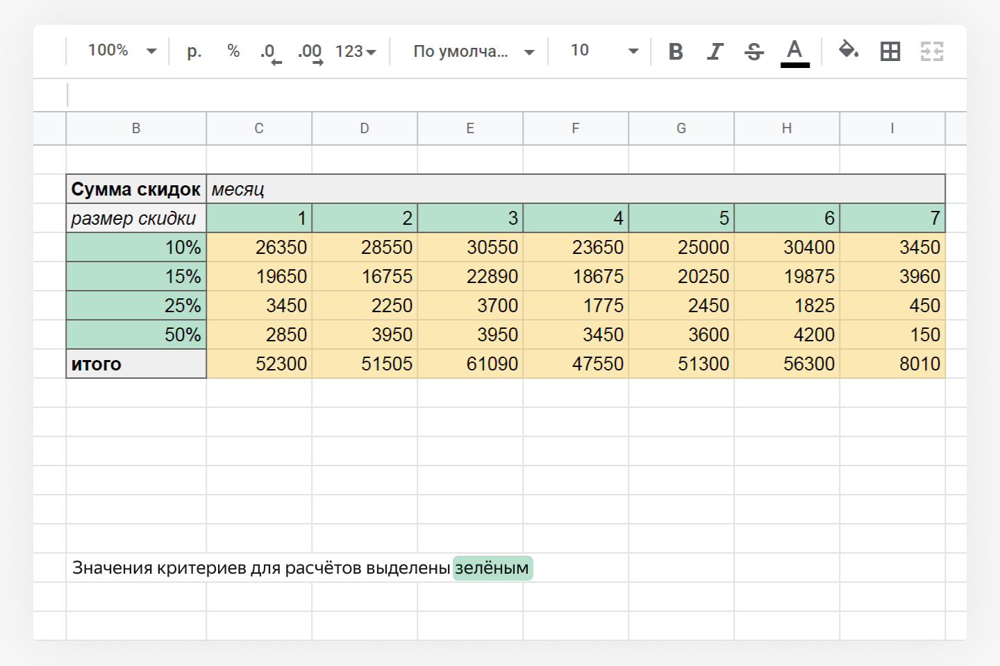 100% р. % .0 .00 123 По умолча... 10 B I S A
B C D E F G H I
Сумма скидок месяц
размер скидки 1 2 3 4 5 6 7
10% 26350 28550 30550 23650 25000 30400 3450
15% 19650 16755 22890 18675 20250 19875 3960
25% 3450 2250 3700 1775 2450 1825 450
50% 2850 3950 3950 3450 3600 4200 150
итого 52300 51505 61090 47550 51300 56300 8010
Значения критериев для расчётов выделены зелёным